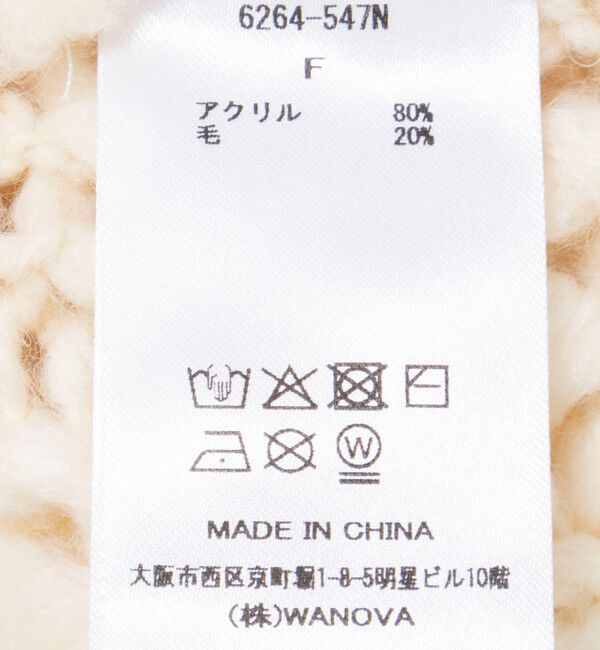 6264-547N
F
アクリル 80%
毛 20%
W
MADE IN CHINA
大阪市西区京町堀1-8-5明星ビル10階
(株)WANOVA